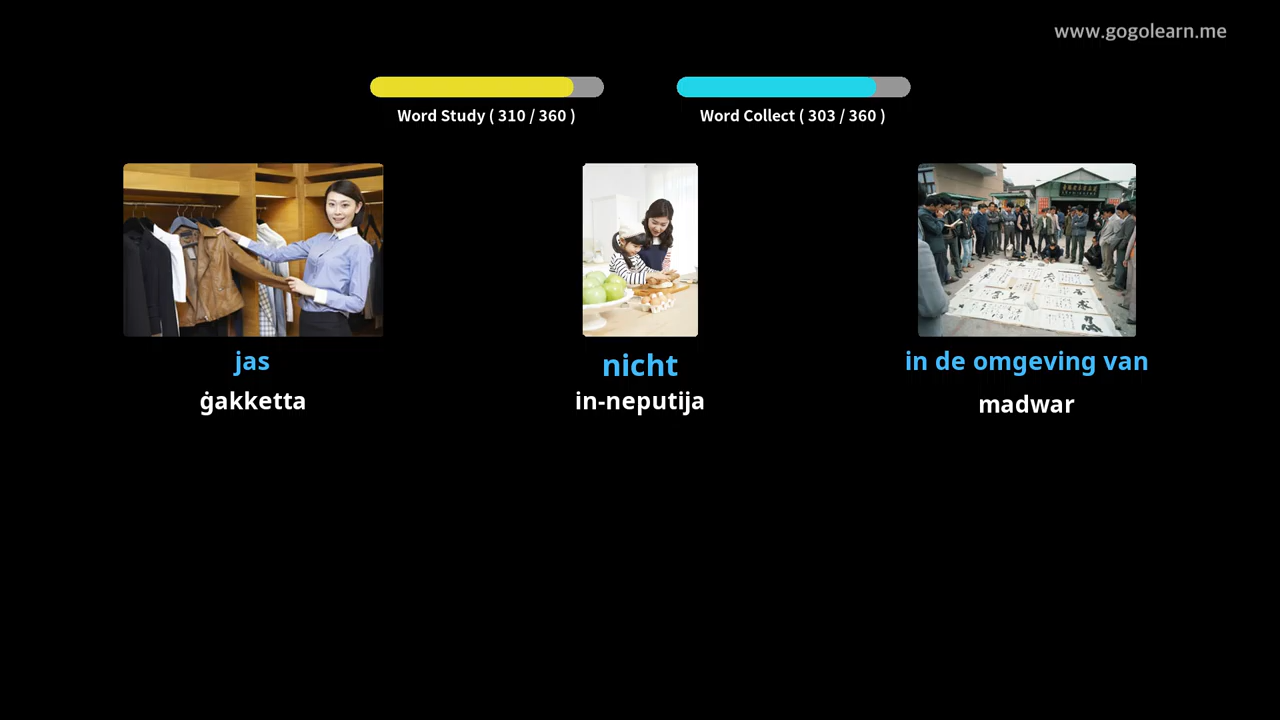 www.gogolearn.me
Word Study ( 310 / 360 )
Word Collect ( 303 / 360 )
jas
nicht
in de omgeving van
ġakketta
in-neputija
madwar